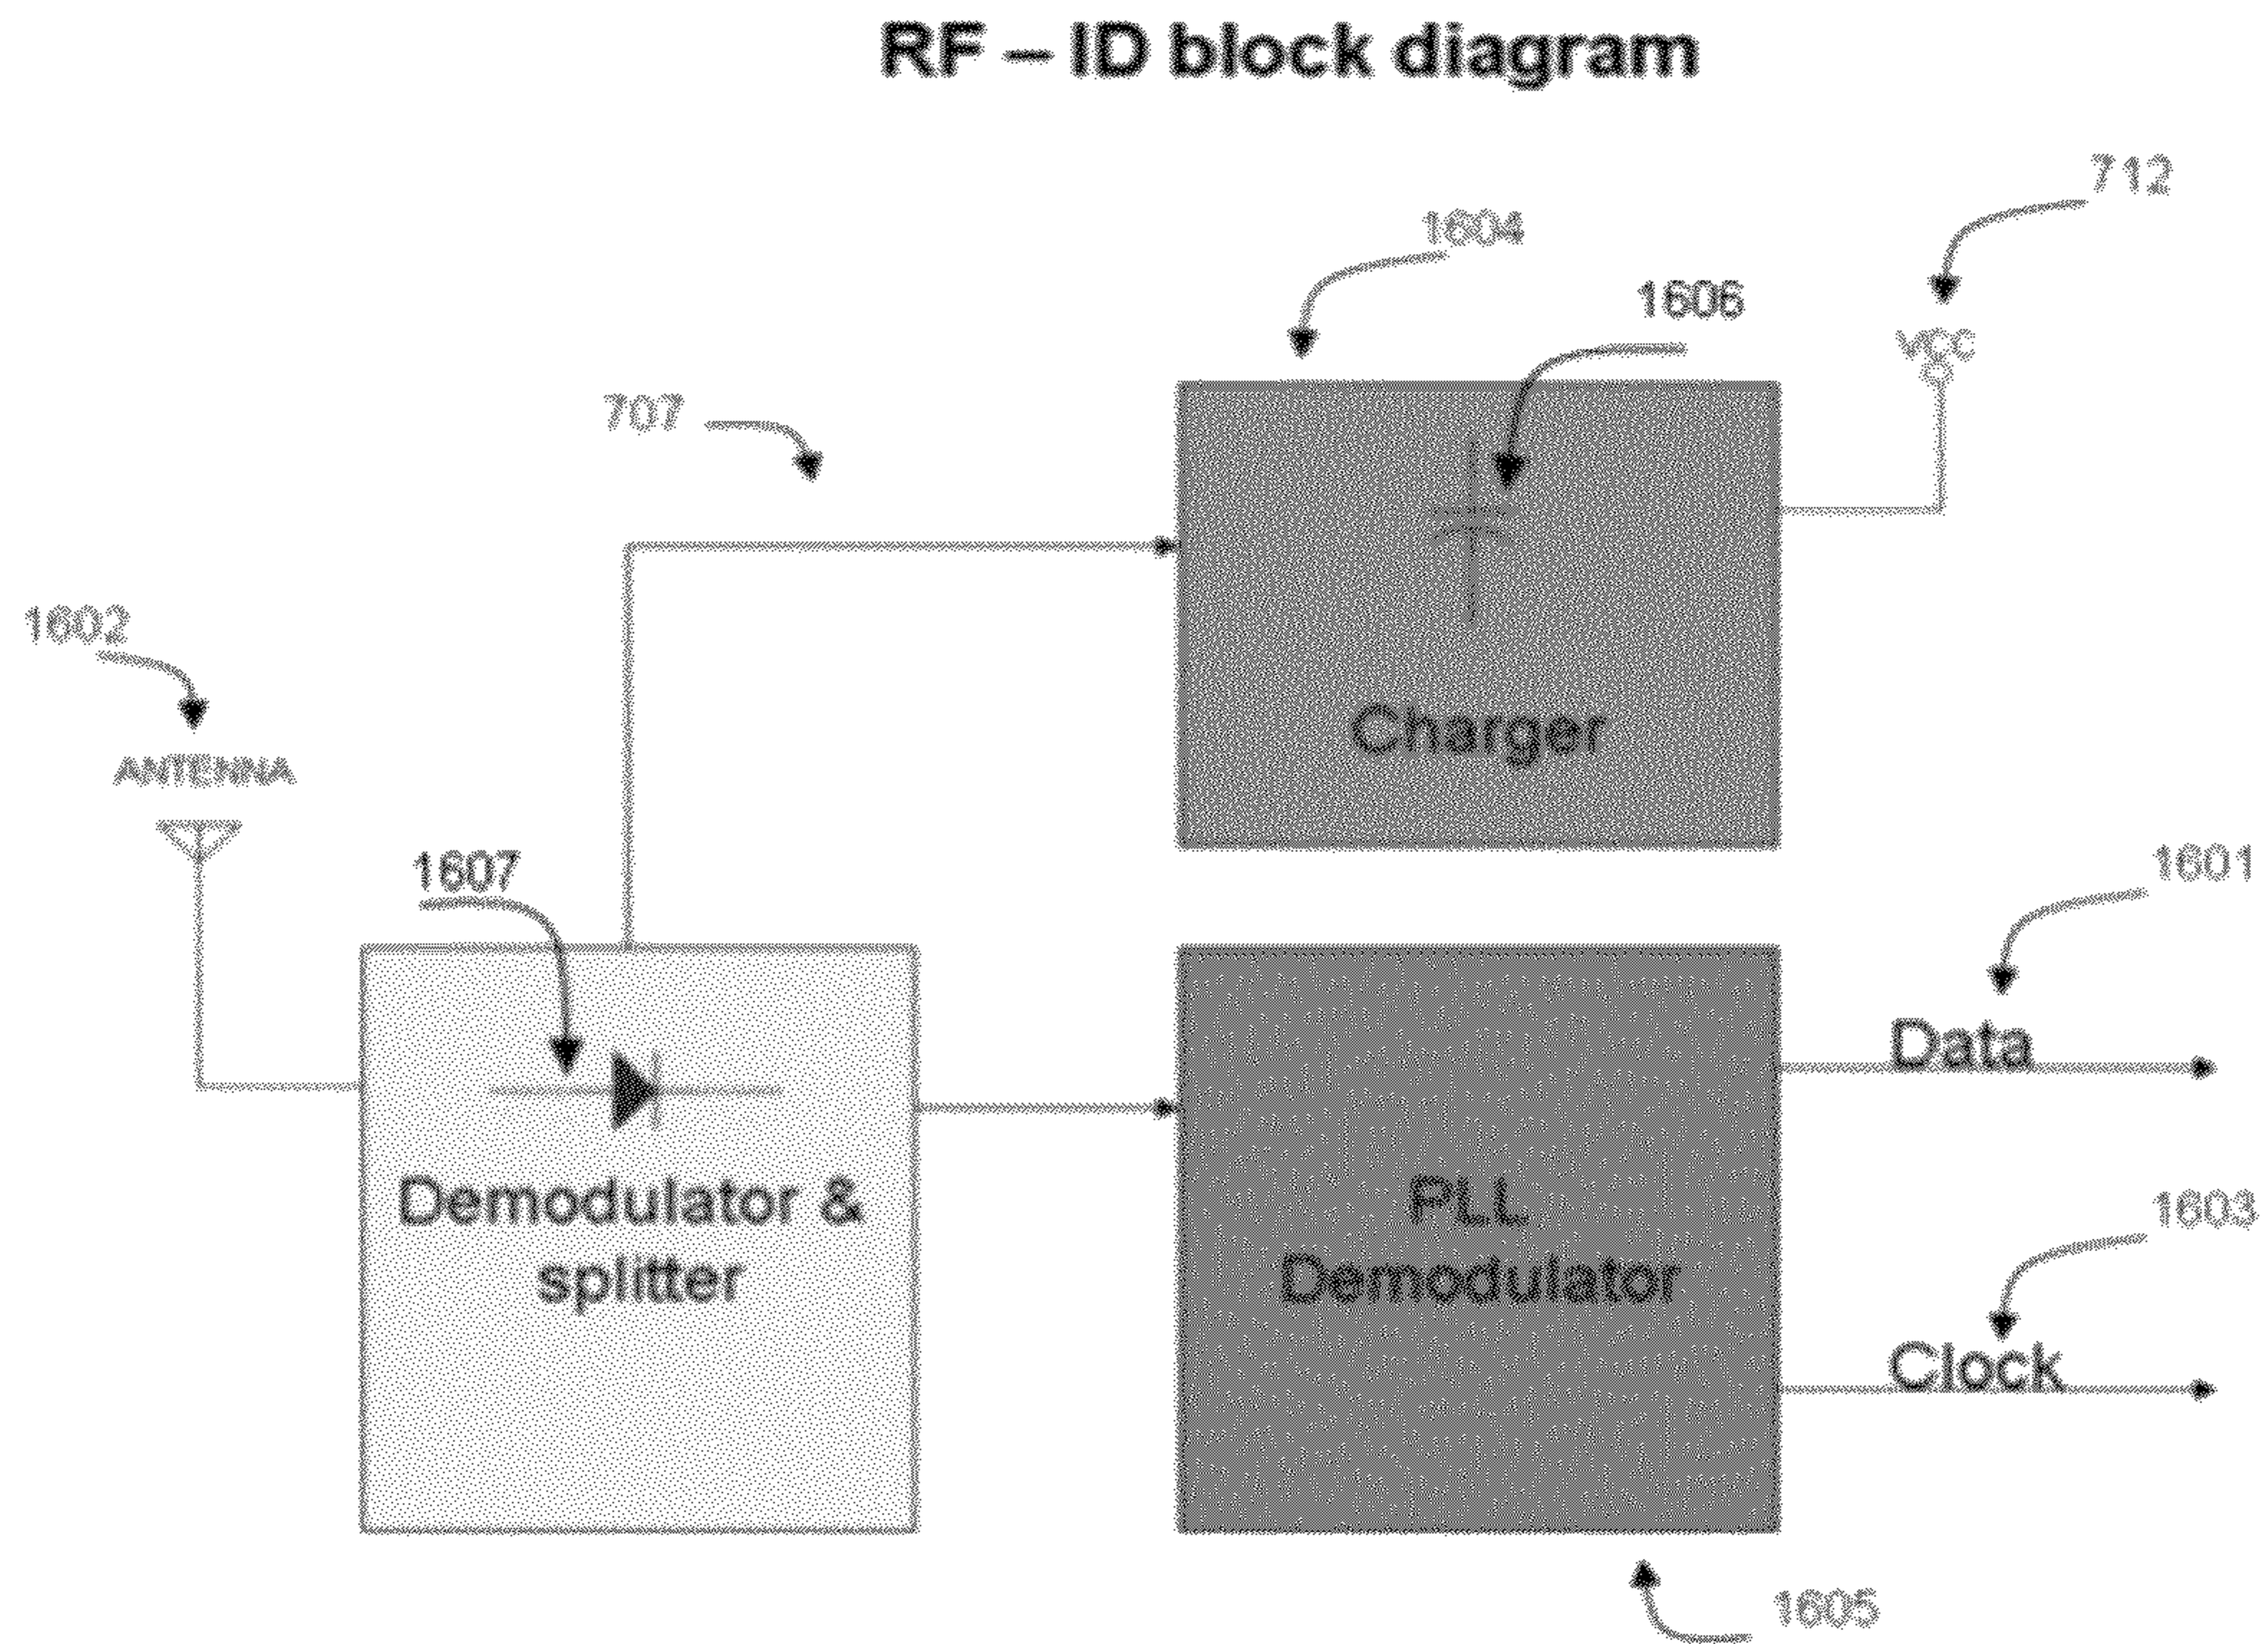 RF – ID block diagram
712
1604
1606
VCC
707
1602
ANTENNA
Charger
1607
1601
Data
Demodulator &
splitter
PLL
Demodulator
1603
Clock
1605